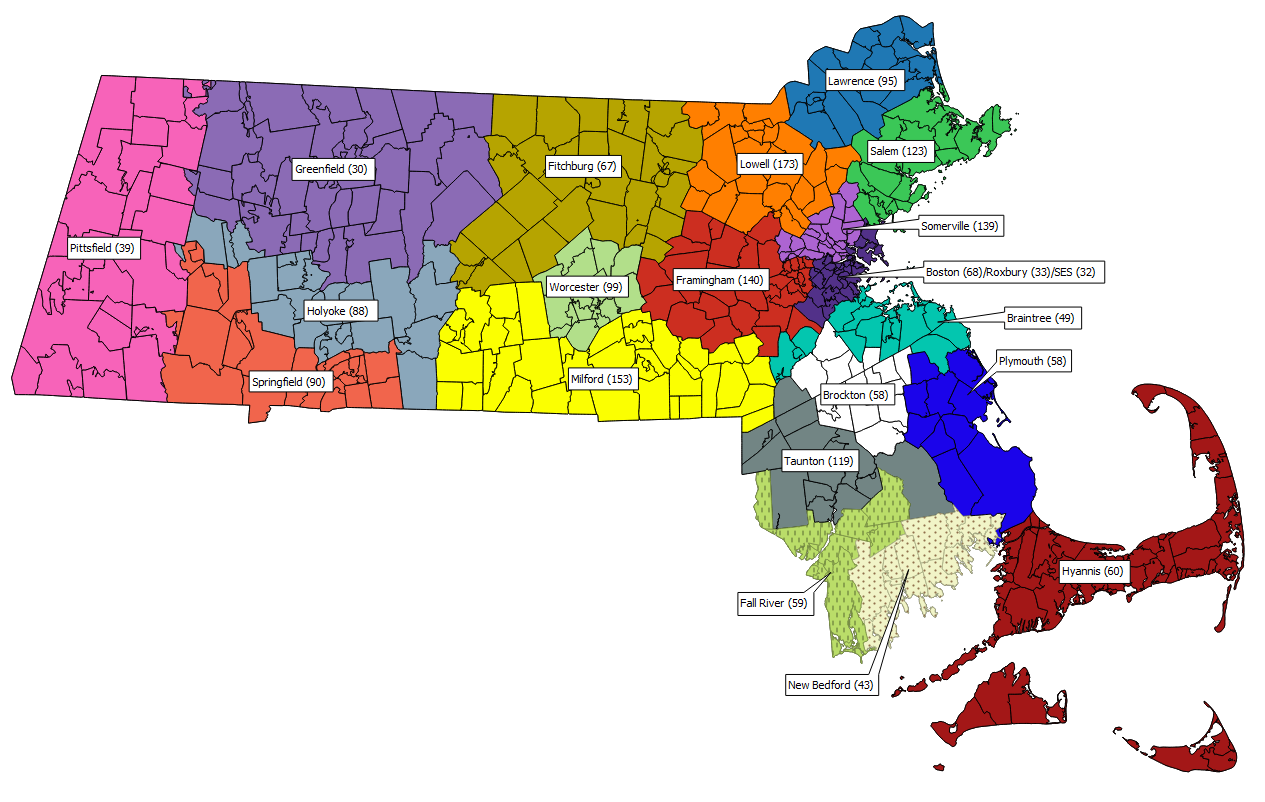 Lawrence (95)
Salem (123)
Lowell (173)
Fitchburg (67)
Greenfield (30)
Somerville (139)
Pittsfield (39)
Boston (68)/Roxbury (33)/SES (32)
Framingham (140)
Worcester (99)
Holyoke (88)
Braintree (49)
Plymouth (58)
Milford (153)
Springfield (90)
Brockton (58)
Taunton (119)
Hyannis (60)
Fall River (59)
New Bedford (43)